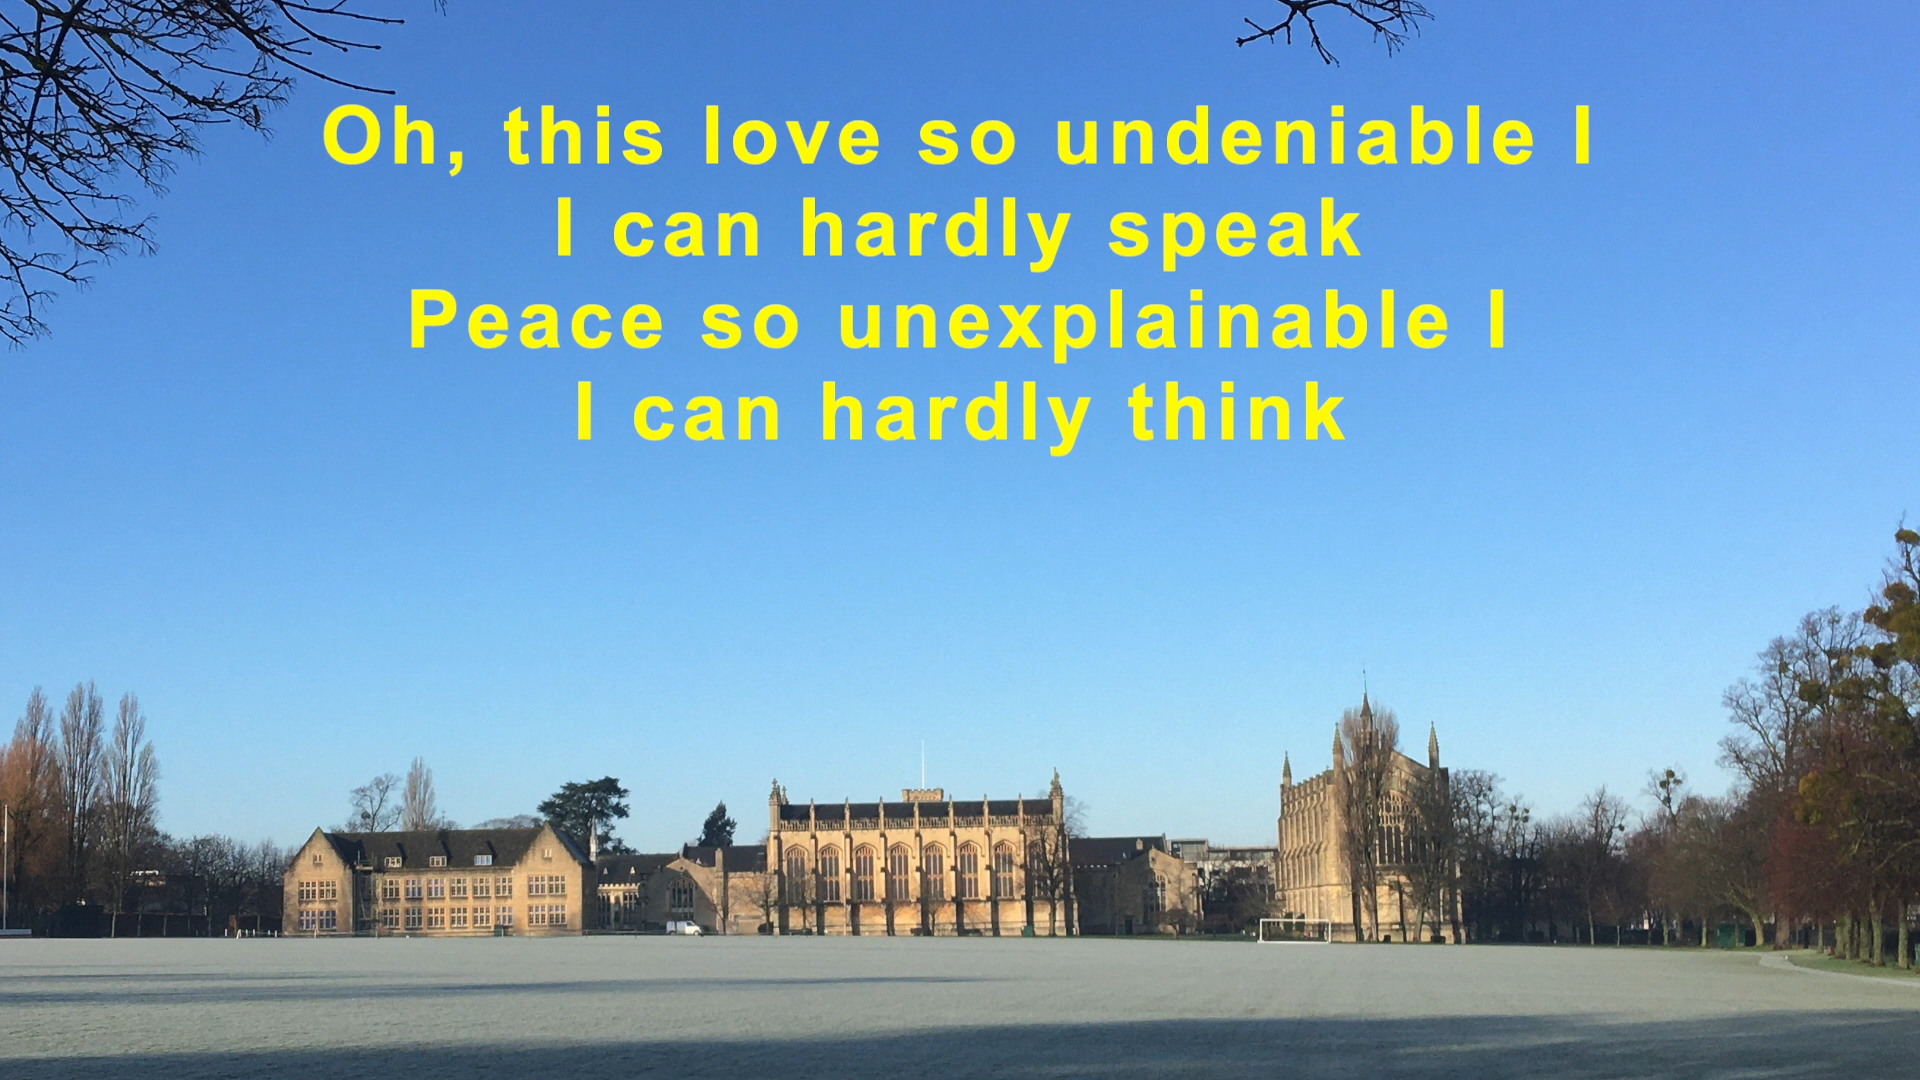 Oh, this love so undeniable I
I can hardly speak
Peace so unexplainable I
I can hardly think